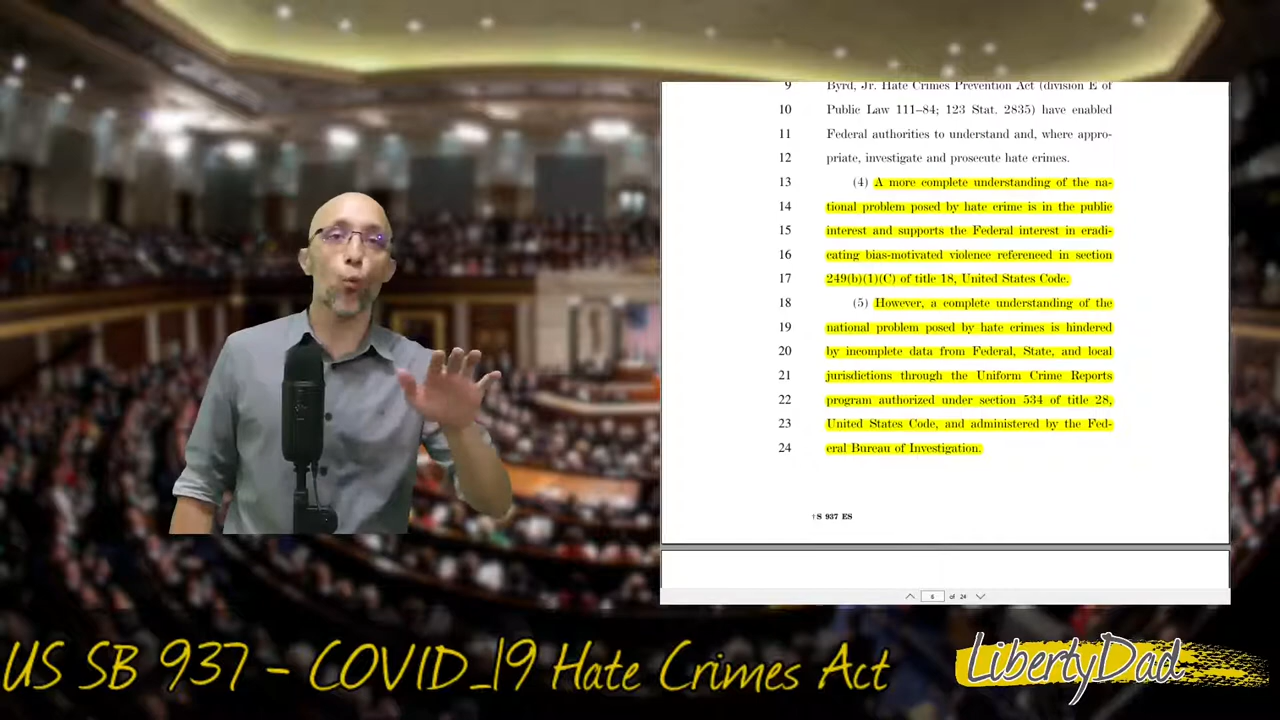 9 Byrd, Jr. Hate Crimes Prevention Act (division E of
10 Public Law 111–84; 123 Stat. 2835) have enabled
11 Federal authorities to understand and, where appro-
12 priate, investigate and prosecute hate crimes.
13 (4) A more complete understanding of the na-
14 tional problem posed by hate crime is in the public
15 interest and supports the Federal interest in eradi-
16 cating bias-motivated violence referenced in section
17 249(b)(1)(C) of title 18, United States Code.
18 (5) However, a complete understanding of the
19 national problem posed by hate crimes is hindered
20 by incomplete data from Federal, State, and local
21 jurisdictions through the Uniform Crime Reports
22 program authorized under section 534 of title 28,
23 United States Code, and administered by the Fed-
24 eral Bureau of Investigation.
†S 937 ES
6 of 24
US SB 937 - COVID_19 Hate Crimes Act
LibertyDad